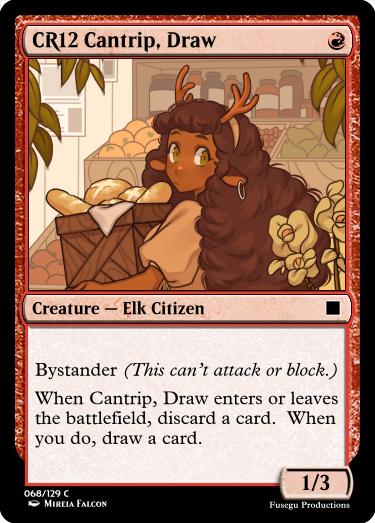 CR12 Cantrip, Draw
Creature — Elk Citizen
Bystander (This can't attack or block.)
When Cantrip, Draw enters or leaves
the battlefield, discard a card. When
you do, draw a card.
1/3
068/129 C
Mireia Falcon
Fusegu Productions